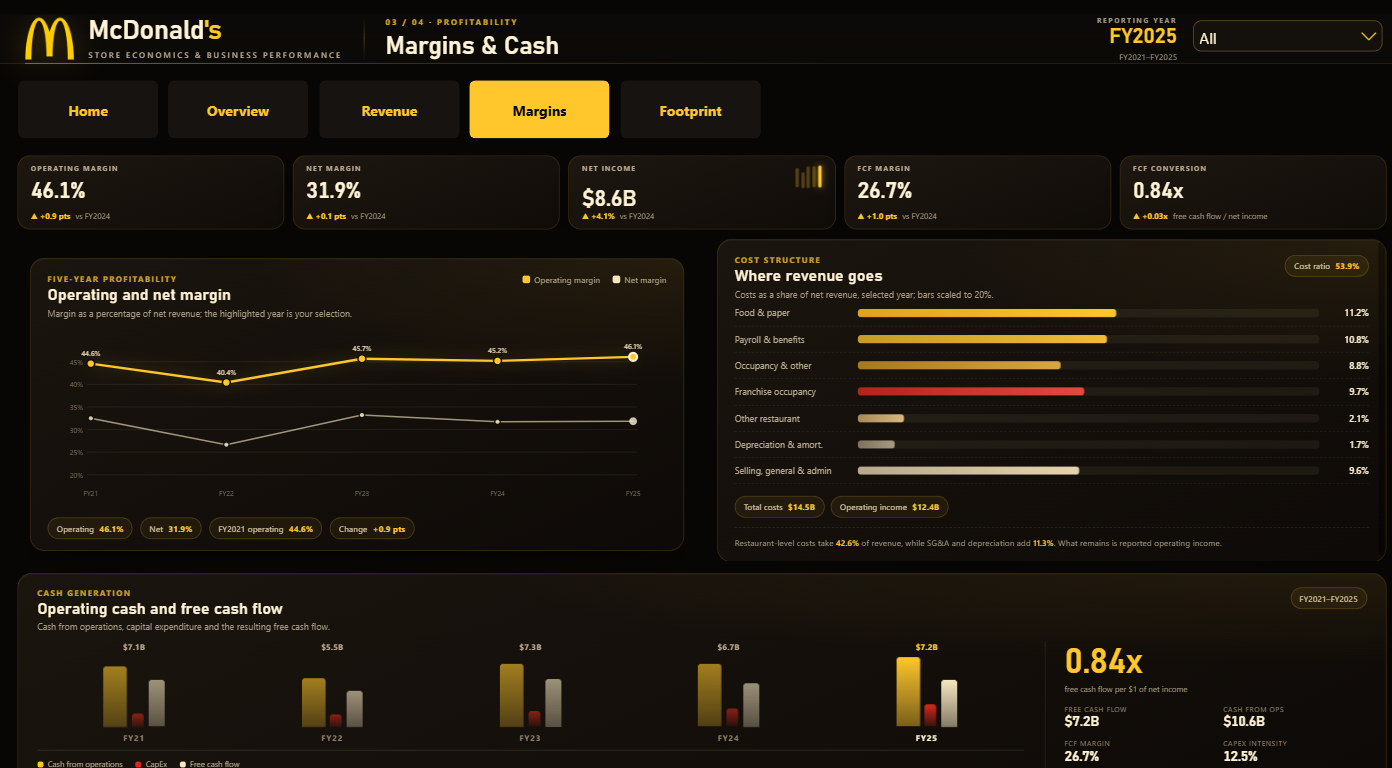 McDonald's
STORE ECONOMICS & BUSINESS PERFORMANCE
03 / 04 · PROFITABILITY
Margins & Cash
REPORTING YEAR
FY2025
FY2021–FY2025
All
Home
Overview
Revenue
Margins
Footprint
OPERATING MARGIN
46.1%
▲ +0.9 pts vs FY2024
NET MARGIN
31.9%
▲ +0.1 pts vs FY2024
NET INCOME
$8.6B
▲ +4.1% vs FY2024
FCF MARGIN
26.7%
▲ +1.0 pts vs FY2024
FCF CONVERSION
0.84x
▲ +0.03x free cash flow / net income
FIVE-YEAR PROFITABILITY
Operating and net margin
Margin as a percentage of net revenue; the highlighted year is your selection.
Operating margin Net margin
45%
40%
35%
30%
25%
20%
44.6%
40.4%
45.7%
45.2%
46.1%
FY21 FY22 FY23 FY24 FY25
Operating 46.1%
Net 31.9%
FY2021 operating 44.6%
Change +0.9 pts
COST STRUCTURE
Where revenue goes
Costs as a share of net revenue, selected year; bars scaled to 20%.
Cost ratio 53.9%
Food & paper 11.2%
Payroll & benefits 10.8%
Occupancy & other 8.8%
Franchise occupancy 9.7%
Other restaurant 2.1%
Depreciation & amort. 1.7%
Selling, general & admin 9.6%
Total costs $14.5B
Operating income $12.4B
Restaurant-level costs take 42.6% of revenue, while SG&A and depreciation add 11.3%. What remains is reported operating income.
CASH GENERATION
Operating cash and free cash flow
Cash from operations, capital expenditure and the resulting free cash flow.
FY2021–FY2025
$7.1B $5.5B $7.3B $6.7B $7.2B
FY21 FY22 FY23 FY24 FY25
Cash from operations CapEx Free cash flow
0.84x
free cash flow per $1 of net income
FREE CASH FLOW
$7.2B
CASH FROM OPS
$10.6B
FCF MARGIN
26.7%
CAPEX INTENSITY
12.5%